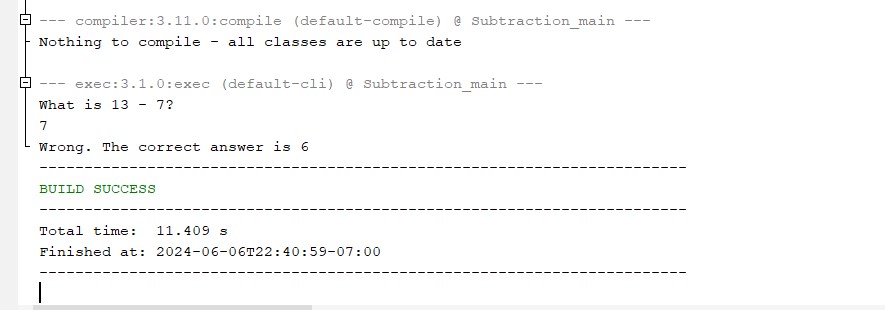 --- compiler:3.11.0:compile (default-compile) @ Subtraction_main ---
Nothing to compile - all classes are up to date
--- exec:3.1.0:exec (default-cli) @ Subtraction_main ---
What is 13 - 7?
7
Wrong. The correct answer is 6
------------------------------------------------------------------------
BUILD SUCCESS
------------------------------------------------------------------------
Total time:  11.409 s
Finished at: 2024-06-06T22:40:59-07:00
------------------------------------------------------------------------